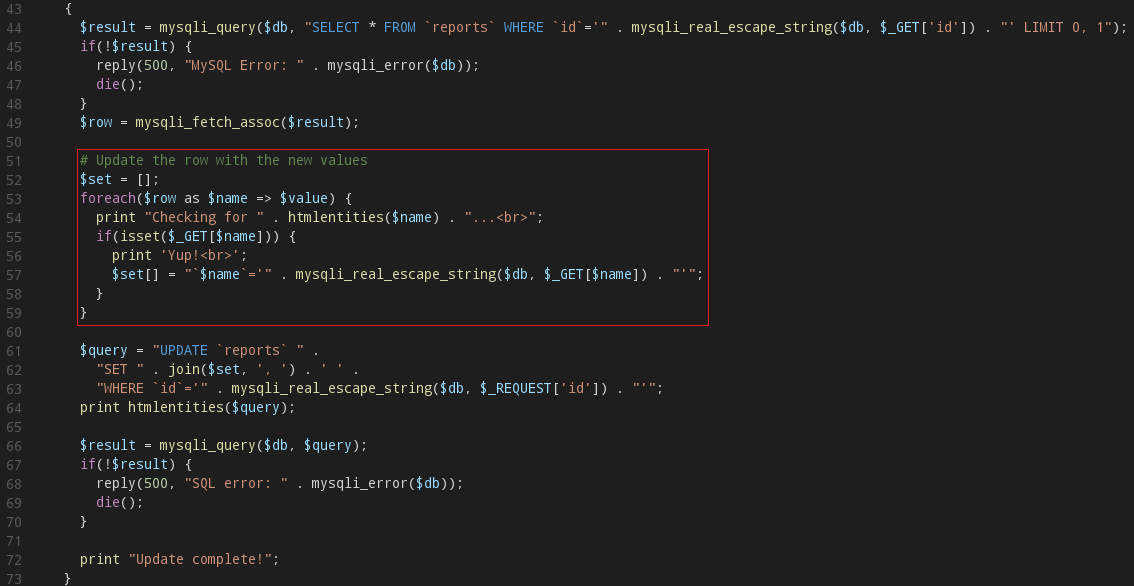 43 {
44 $result = mysqli_query($db, "SELECT * FROM `reports` WHERE `id`='" . mysqli_real_escape_string($db, $_GET['id']) . "' LIMIT 0, 1");
45 if(!$result) {
46 reply(500, "MySQL Error: " . mysqli_error($db));
47 die();
48 }
49 $row = mysqli_fetch_assoc($result);
50
51 # Update the row with the new values
52 $set = [];
53 foreach($row as $name => $value) {
54 print "Checking for " . htmlentities($name) . "...<br>";
55 if(isset($_GET[$name])) {
56 print 'Yup!<br>';
57 $set[] = "`$name`='" . mysqli_real_escape_string($db, $_GET[$name]) . "'";
58 }
59 }
60
61 $query = "UPDATE `reports` " .
62 "SET " . join($set, ', ') . ' ' .
63 "WHERE `id`='" . mysqli_real_escape_string($db, $_REQUEST['id']) . "'";
64 print htmlentities($query);
65
66 $result = mysqli_query($db, $query);
67 if(!$result) {
68 reply(500, "SQL error: " . mysqli_error($db));
69 die();
70 }
71
72 print "Update complete!";
73 }